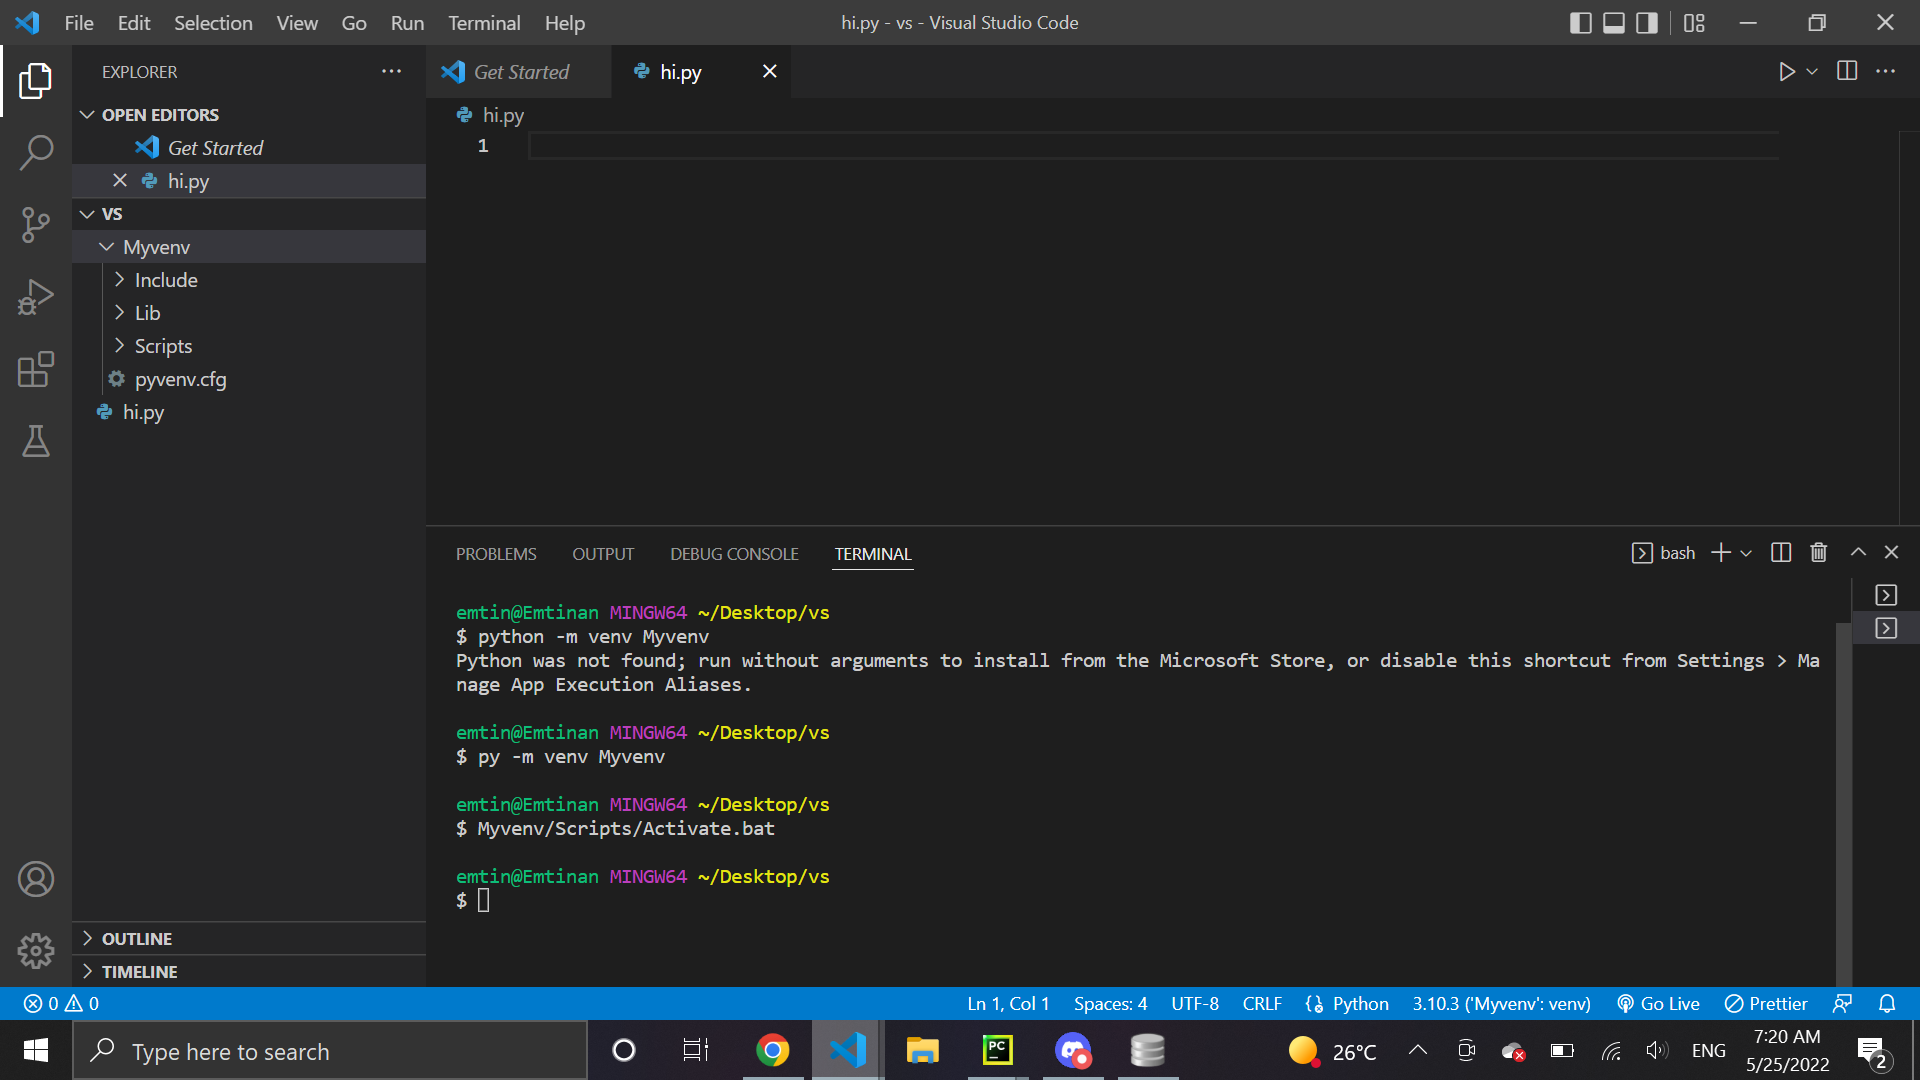 File Edit Selection View Go Run Terminal Help
hi.py - vs - Visual Studio Code
EXPLORER
Get Started
hi.py
OPEN EDITORS
Get Started
hi.py
VS
Myvenv
Include
Lib
Scripts
pyvenv.cfg
hi.py
OUTLINE
TIMELINE
hi.py
1
PROBLEMS OUTPUT DEBUG CONSOLE TERMINAL
bash
emtin@Emtinan MINGW64 ~/Desktop/vs
$ python -m venv Myvenv
Python was not found; run without arguments to install from the Microsoft Store, or disable this shortcut from Settings > Ma
nage App Execution Aliases.
emtin@Emtinan MINGW64 ~/Desktop/vs
$ py -m venv Myvenv
emtin@Emtinan MINGW64 ~/Desktop/vs
$ Myvenv/Scripts/Activate.bat
emtin@Emtinan MINGW64 ~/Desktop/vs
$
0 0 Ln 1, Col 1 Spaces: 4 UTF-8 CRLF Python 3.10.3 ('Myvenv': venv) Go Live Prettier
Type here to search
PC
26°C
ENG
7:20 AM
5/25/2022
2